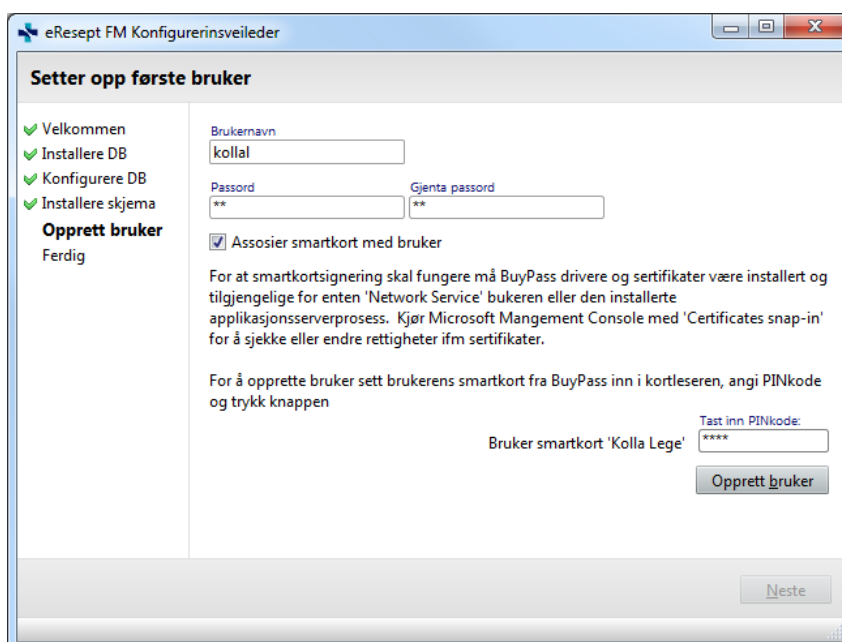 eResept FM Konfigurerinsveileder
Setter opp første bruker
Velkommen
Installere DB
Konfigurere DB
Installere skjema
Opprett bruker
Ferdig
Brukernavn
kollal
Passord
Gjenta passord
**
**
Assosier smartkort med bruker
For at smartkortsignering skal fungere må BuyPass drivere og sertifikater være installert og
tilgjengelige for enten 'Network Service' bukeren eller den installerte
applikasjonsserverprosess. Kjør Microsoft Mangement Console med 'Certificates snap-in'
for å sjekke eller endre rettigheter ifm sertifikater.
For å opprette bruker sett brukerens smartkort fra BuyPass inn i kortleseren, angi PINkode
og trykk knappen
Tast inn PINkode:
Bruker smartkort 'Kolla Lege'
****
Opprett bruker
Neste